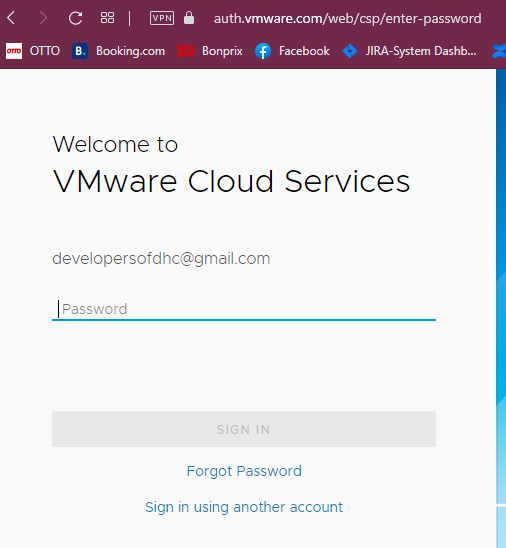 VPN auth.vmware.com/web/csp/enter-password
OTTO OTTO B. Booking.com Bonprix Facebook JIRA-System Dashb...
Welcome to
VMware Cloud Services
developersofdhc@gmail.com
Password
SIGN IN
Forgot Password
Sign in using another account